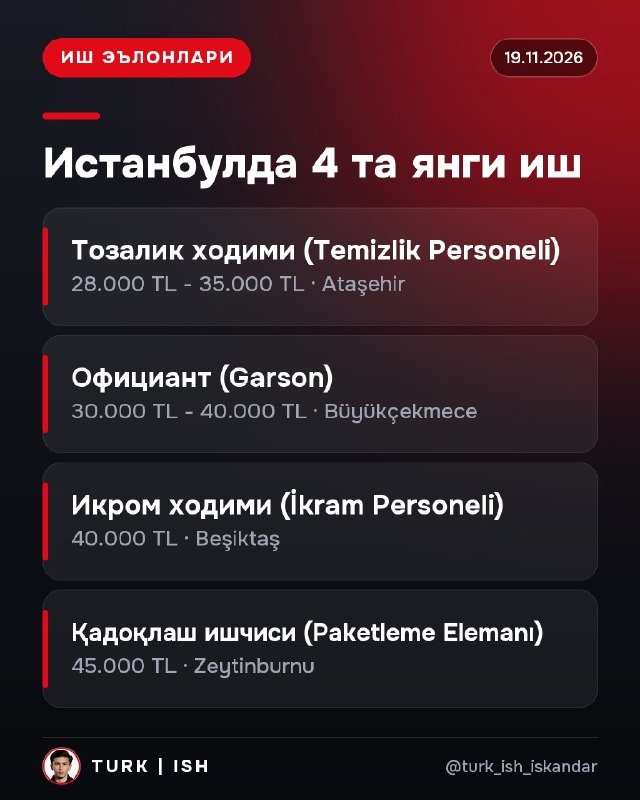 ИШ ЭЪЛОНЛАРИ
19.11.2026
Истанбулда 4 та янги иш
Тозалик ходими (Temizlik Personeli)
28.000 TL - 35.000 TL · Ataşehir
Официант (Garson)
30.000 TL - 40.000 TL · Büyükçekmece
Икром ходими (İkram Personeli)
40.000 TL · Beşiktaş
Қадоқлаш ишчиси (Paketleme Elemanı)
45.000 TL · Zeytinburnu
TURK | ISH
@turk_ish_iskandar